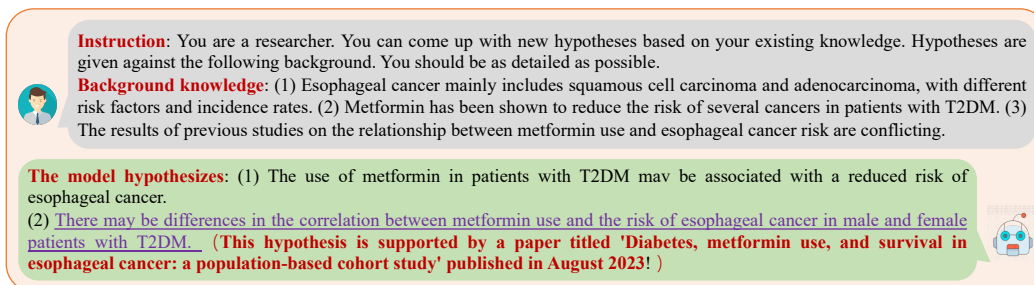 Instruction: You are a researcher. You can come up with new hypotheses based on your existing knowledge. Hypotheses are
given against the following background. You should be as detailed as possible.
Background knowledge: (1) Esophageal cancer mainly includes squamous cell carcinoma and adenocarcinoma, with different
risk factors and incidence rates. (2) Metformin has been shown to reduce the risk of several cancers in patients with T2DM. (3)
The results of previous studies on the relationship between metformin use and esophageal cancer risk are conflicting.
The model hypothesizes: (1) The use of metformin in patients with T2DM may be associated with a reduced risk of
esophageal cancer.
(2) There may be differences in the correlation between metformin use and the risk of esophageal cancer in male and female
patients with T2DM. (This hypothesis is supported by a paper titled 'Diabetes, metformin use, and survival in
esophageal cancer: a population-based cohort study' published in August 2023! )